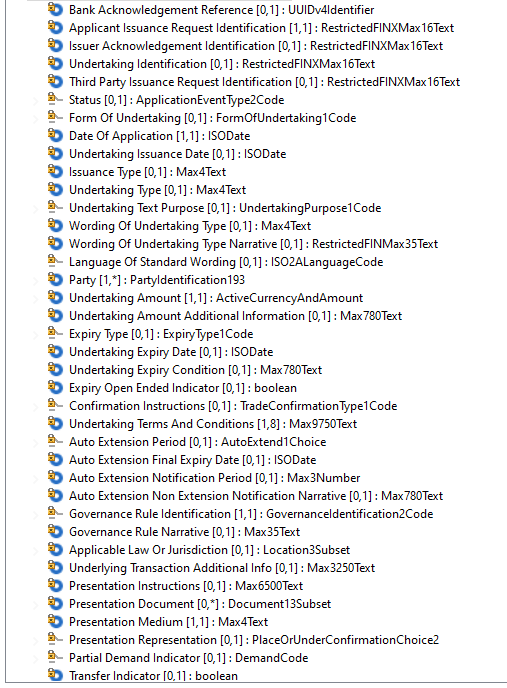 Bank Acknowledgement Reference [0,1] : UUIDv4Identifier
Applicant Issuance Request Identification [1,1] : RestrictedFINXMax16Text
Issuer Acknowledgement Identification [0,1] : RestrictedFINXMax16Text
Undertaking Identification [0,1] : RestrictedFINXMax16Text
Third Party Issuance Request Identification [0,1] : RestrictedFINXMax16Text
Status [0,1] : ApplicationEventType2Code
Form Of Undertaking [0,1] : FormOfUndertaking1Code
Date Of Application [1,1] : ISODate
Undertaking Issuance Date [0,1] : ISODate
Issuance Type [0,1] : Max4Text
Undertaking Type [0,1] : Max4Text
Undertaking Text Purpose [0,1] : UndertakingPurpose1Code
Wording Of Undertaking Type [0,1] : Max4Text
Wording Of Undertaking Type Narrative [0,1] : RestrictedFINMax35Text
Language Of Standard Wording [0,1] : ISO2ALanguageCode
Party [1,*] : PartyIdentification193
Undertaking Amount [1,1] : ActiveCurrencyAndAmount
Undertaking Amount Additional Information [0,1] : Max780Text
Expiry Type [0,1] : ExpiryType1Code
Undertaking Expiry Date [0,1] : ISODate
Undertaking Expiry Condition [0,1] : Max780Text
Expiry Open Ended Indicator [0,1] : boolean
Confirmation Instructions [0,1] : TradeConfirmationType1Code
Undertaking Terms And Conditions [1,8] : Max9750Text
Auto Extension Period [0,1] : AutoExtend1Choice
Auto Extension Final Expiry Date [0,1] : ISODate
Auto Extension Notification Period [0,1] : Max3Number
Auto Extension Non Extension Notification Narrative [0,1] : Max780Text
Governance Rule Identification [1,1] : GovernanceIdentification2Code
Governance Rule Narrative [0,1] : Max35Text
Applicable Law Or Jurisdiction [0,1] : Location3Subset
Underlying Transaction Additional Info [0,1] : Max3250Text
Presentation Instructions [0,1] : Max6500Text
Presentation Document [0,*] : Document13Subset
Presentation Medium [1,1] : Max4Text
Presentation Representation [0,1] : PlaceOrUnderConfirmationChoice2
Partial Demand Indicator [0,1] : DemandCode
Transfer Indicator [0,1] : boolean